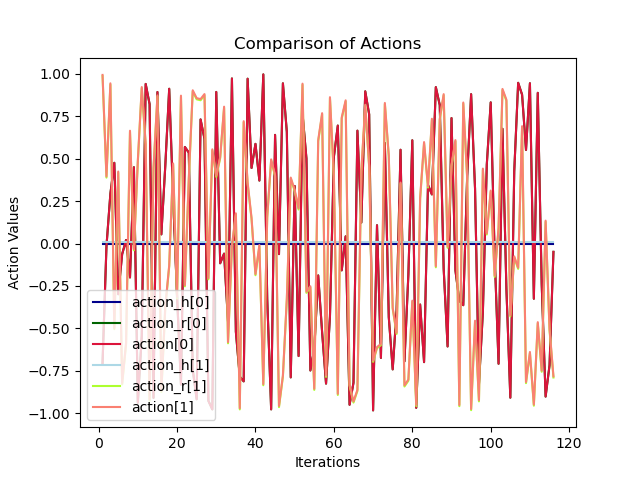 Comparison of Actions
1.00
0.75
0.50
0.25
0.00
−0.25
−0.50
−0.75
−1.00
Action Values
action_h[0]
action_r[0]
action[0]
action_h[1]
action_r[1]
action[1]
0 20 40 60 80 100 120
Iterations